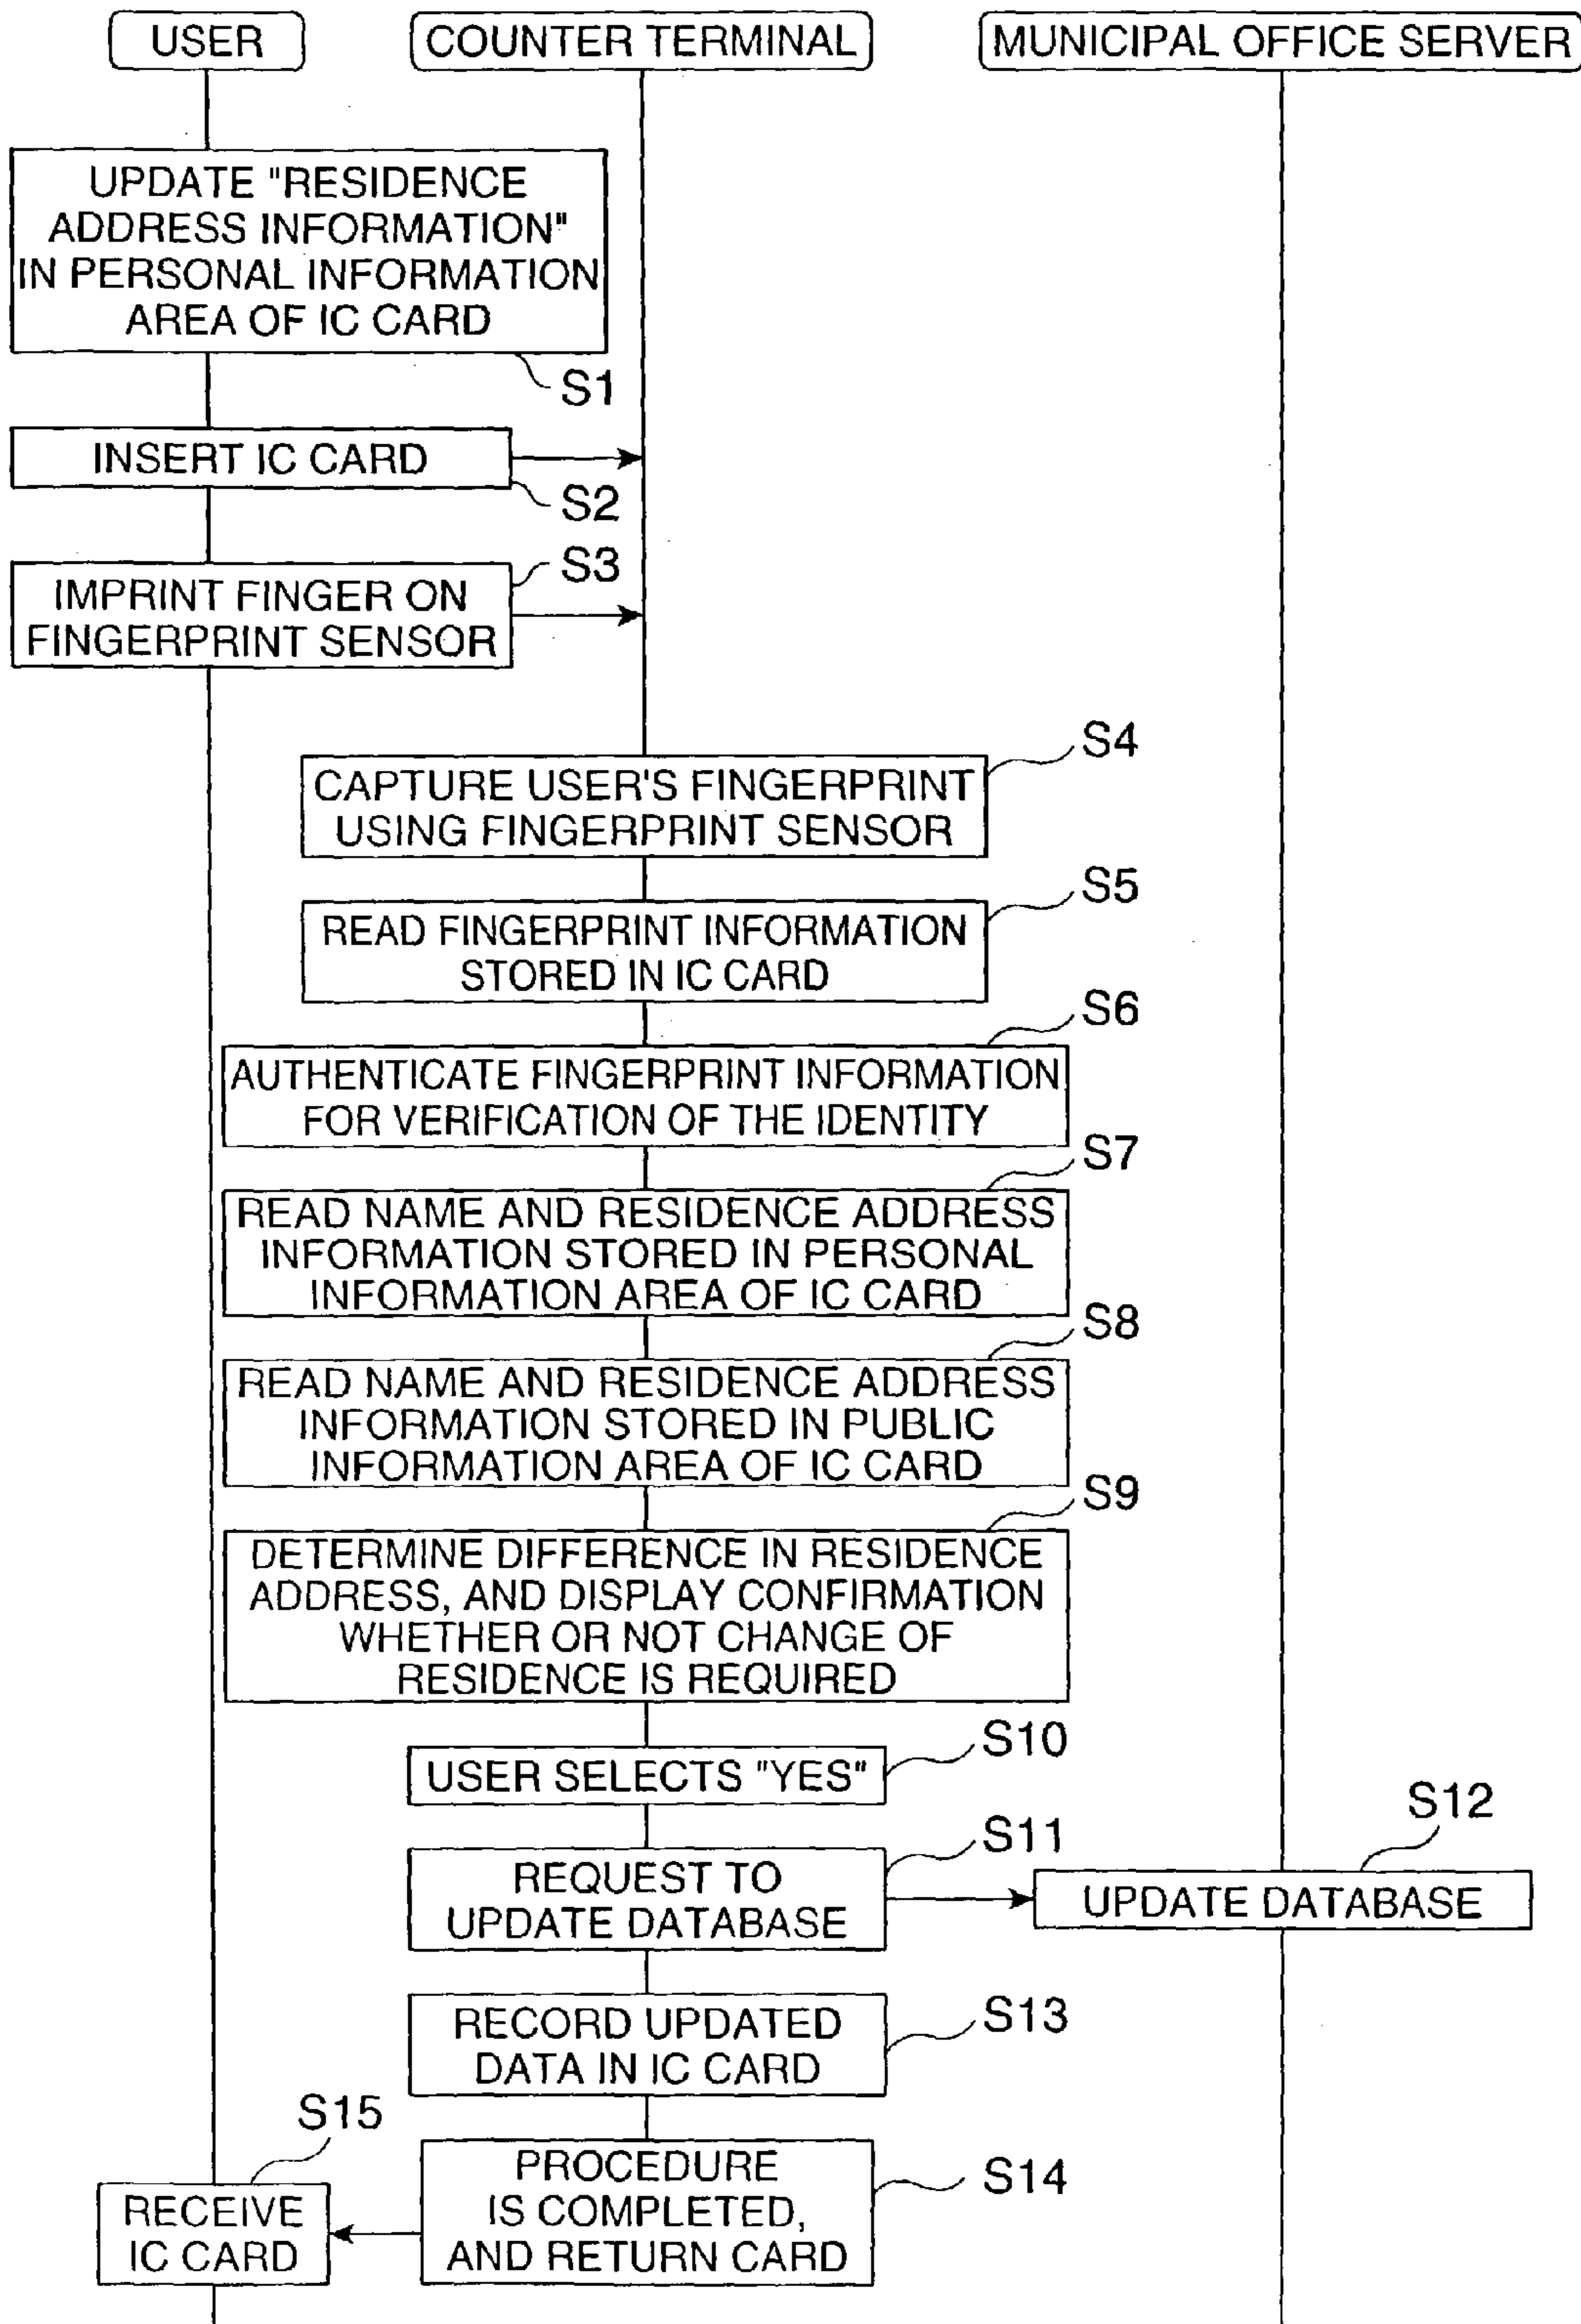 USER
COUNTER TERMINAL
MUNICIPAL OFFICE SERVER
UPDATE "RESIDENCE
ADDRESS INFORMATION"
IN PERSONAL INFORMATION
AREA OF IC CARD
S1
INSERT IC CARD
S2
S3
IMPRINT FINGER ON
FINGERPRINT SENSOR
S4
CAPTURE USER'S FINGERPRINT
USING FINGERPRINT SENSOR
S5
READ FINGERPRINT INFORMATION
STORED IN IC CARD
S6
AUTHENTICATE FINGERPRINT INFORMATION
FOR VERIFICATION OF THE IDENTITY
S7
READ NAME AND RESIDENCE ADDRESS
INFORMATION STORED IN PERSONAL
INFORMATION AREA OF IC CARD
S8
READ NAME AND RESIDENCE ADDRESS
INFORMATION STORED IN PUBLIC
INFORMATION AREA OF IC CARD
S9
DETERMINE DIFFERENCE IN RESIDENCE
ADDRESS, AND DISPLAY CONFIRMATION
WHETHER OR NOT CHANGE OF
RESIDENCE IS REQUIRED
S10
USER SELECTS "YES"
S11
REQUEST TO
UPDATE DATABASE
S12
UPDATE DATABASE
S13
RECORD UPDATED
DATA IN IC CARD
S14
PROCEDURE
IS COMPLETED,
AND RETURN CARD
S15
RECEIVE
IC CARD